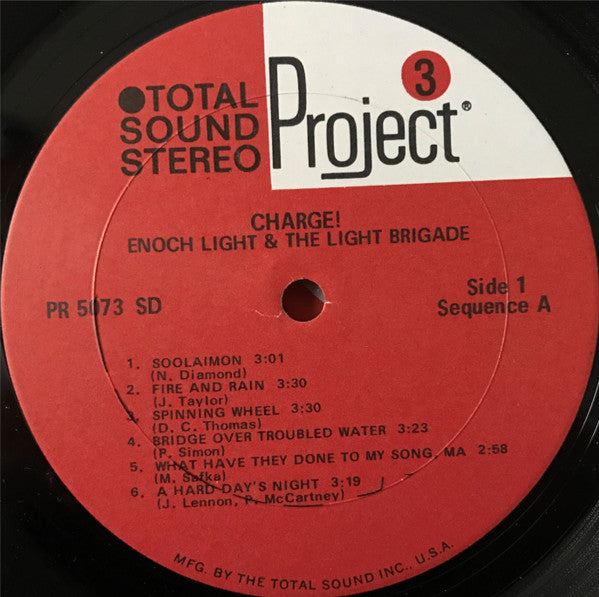 ●TOTAL
SOUND
STEREO
Project 3®
CHARGE!
ENOCH LIGHT & THE LIGHT BRIGADE
PR 5073 SD
Side 1
Sequence A
1. SOOLAIMON 3:01
(N. Diamond)
2. FIRE AND RAIN 3:30
(J. Taylor)
3. SPINNING WHEEL 3:30
(D. C. Thomas)
4. BRIDGE OVER TROUBLED WATER 3:23
(P. Simon)
5. WHAT HAVE THEY DONE TO MY SONG, MA 2:58
(M. Safka)
6. A HARD DAY'S NIGHT 3:19
(J. Lennon, P. McCartney)
MFG. BY THE TOTAL SOUND INC., U.S.A.